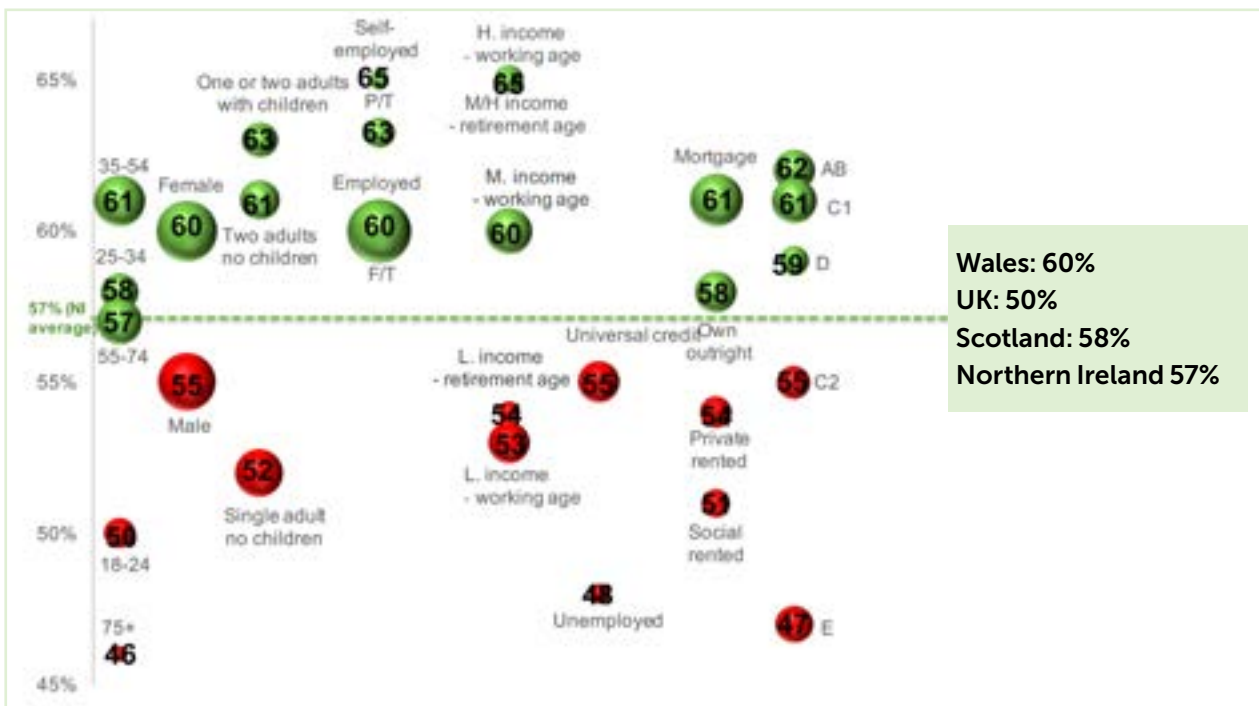 65%
60%
55%
50%
45%
57% (NI
average)
35-54
61
25-34
58
57
55-74
50
18-24
75+
46
Female
60
55
Male
One or two adults
with children
63
61
Two adults
no children
52
Single adult
no children
Self-
employed
65
P/T
63
Employed
60
F/T
H. income
- working age
M/H income
- retirement age
M. income
- working age
60
L. income
- retirement age
54
53
L. income
- working age
Universal credit
55
48
Unemployed
Mortgage
61
58
Own
outright
54
Private
rented
51
Social
rented
62 AB
61 C1
59 D
55 C2
47 E
Wales: 60%
UK: 50%
Scotland: 58%
Northern Ireland 57%